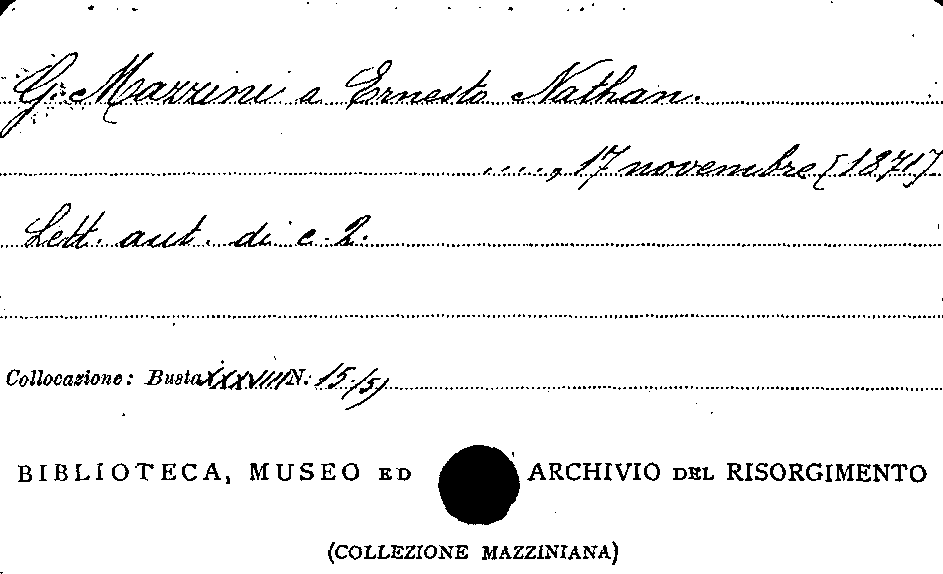 G. Mazzini a Ernesto Nathan.
...., 17 novembre [1871]
Lett. aut. di c. 2.
Collocazione: Busta XXXVIIII N: 15/5)
BIBLIOTECA, MUSEO ED ARCHIVIO DEL RISORGIMENTO
(COLLEZIONE MAZZINIANA)